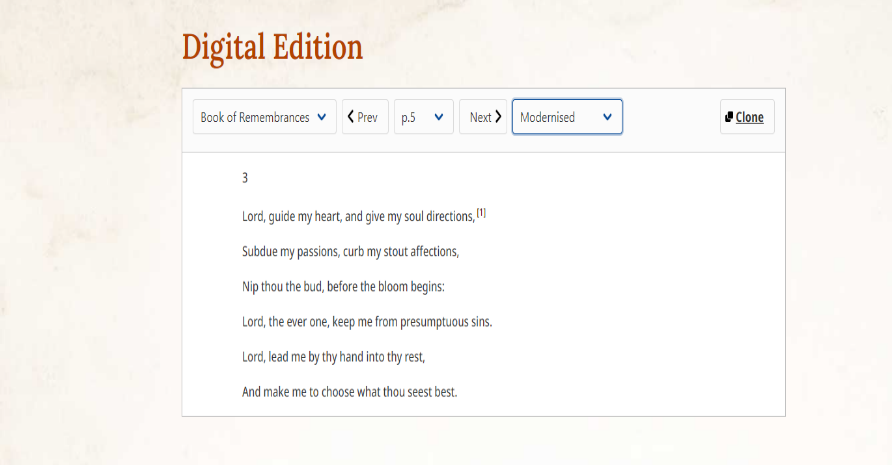 Digital Edition
Book of Remembrances Prev p.5 Next Modernised Clone
3
Lord, guide my heart, and give my soul directions,[1]
Subdue my passions, curb my stout affections,
Nip thou the bud, before the bloom begins:
Lord, the ever one, keep me from presumptuous sins.
Lord, lead me by thy hand into thy rest,
And make me to choose what thou seest best.